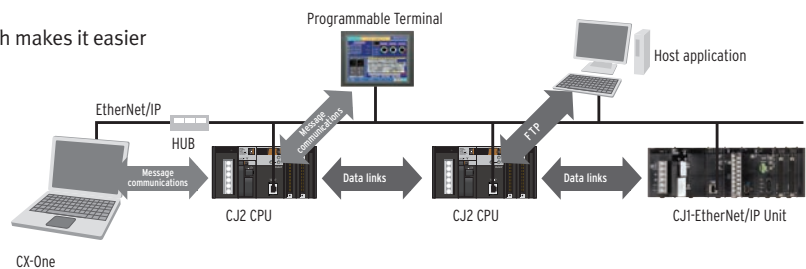 h makes it easier
Programmable Terminal
Host application
EtherNet/IP
HUB
Message
communications
FTP
Message
communications
Data links
Data links
CJ2 CPU
CJ2 CPU
CJ1-EtherNet/IP Unit
CX-One